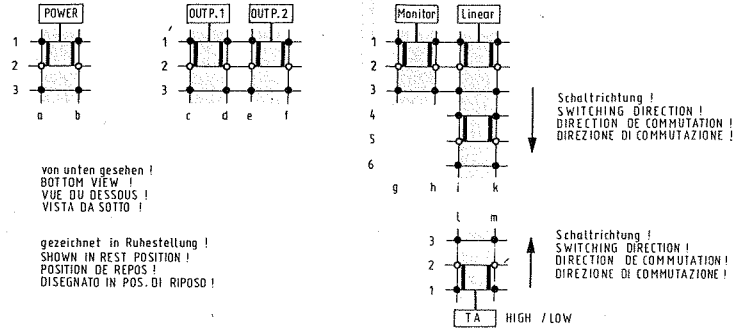 POWER
OUTP.1 OUTP.2
Monitor Linear
1 1 1
2 2 2
3 3 3
a b c d e f
4
5
6
g h i k
Schaltrichtung !
SWITCHING DIRECTION !
DIRECTION DE COMMUTATION !
DIREZIONE DI COMMUTAZIONE !
von unten gesehen !
BOTTOM VIEW !
VUE DU DESSOUS !
VISTA DA SOTTO !
gezeichnet in Ruhestellung !
SHOWN IN REST POSITION !
POSITION DE REPOS !
DISEGNATO IN POS. DI RIPOSO !
l m
3
2
1
Schaltrichtung !
SWITCHING DIRECTION !
DIRECTION DE COMMUTATION !
DIREZIONE DI COMMUTAZIONE !
TA HIGH / LOW